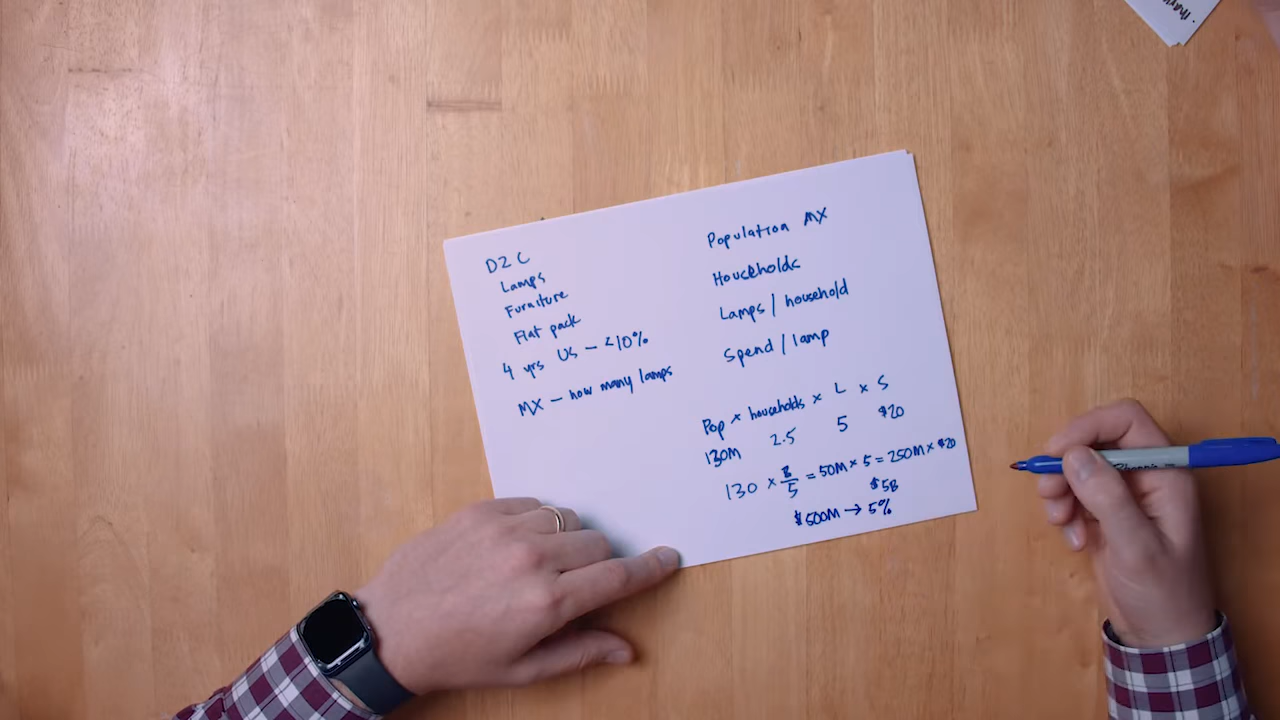 D2C
Lamps
Furniture
Flat pack
4 yrs US - <10%
MX - how many lamps
Population MX
Households
Lamps / household
Spend / lamp
Pop × households × L × S
130M 2.5 5 $20
130 × 2/5 = 50M × 5 = 250M × $20
$5B
$500M → 5%
Sharpie